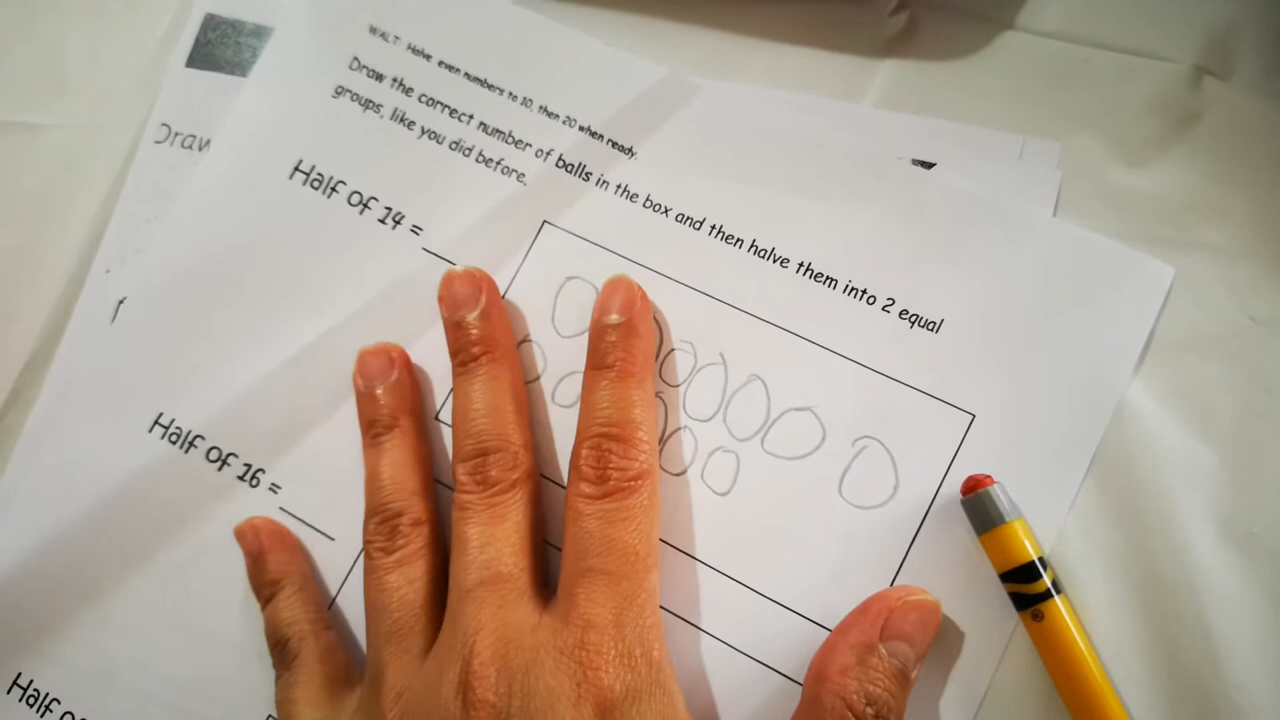 WALT: Halve even numbers to 10, then 20 when ready.
Draw the correct number of balls in the box and then halve them into 2 equal
groups, like you did before.
Half of 14 = __
Draw
Half of 16 = __
Half